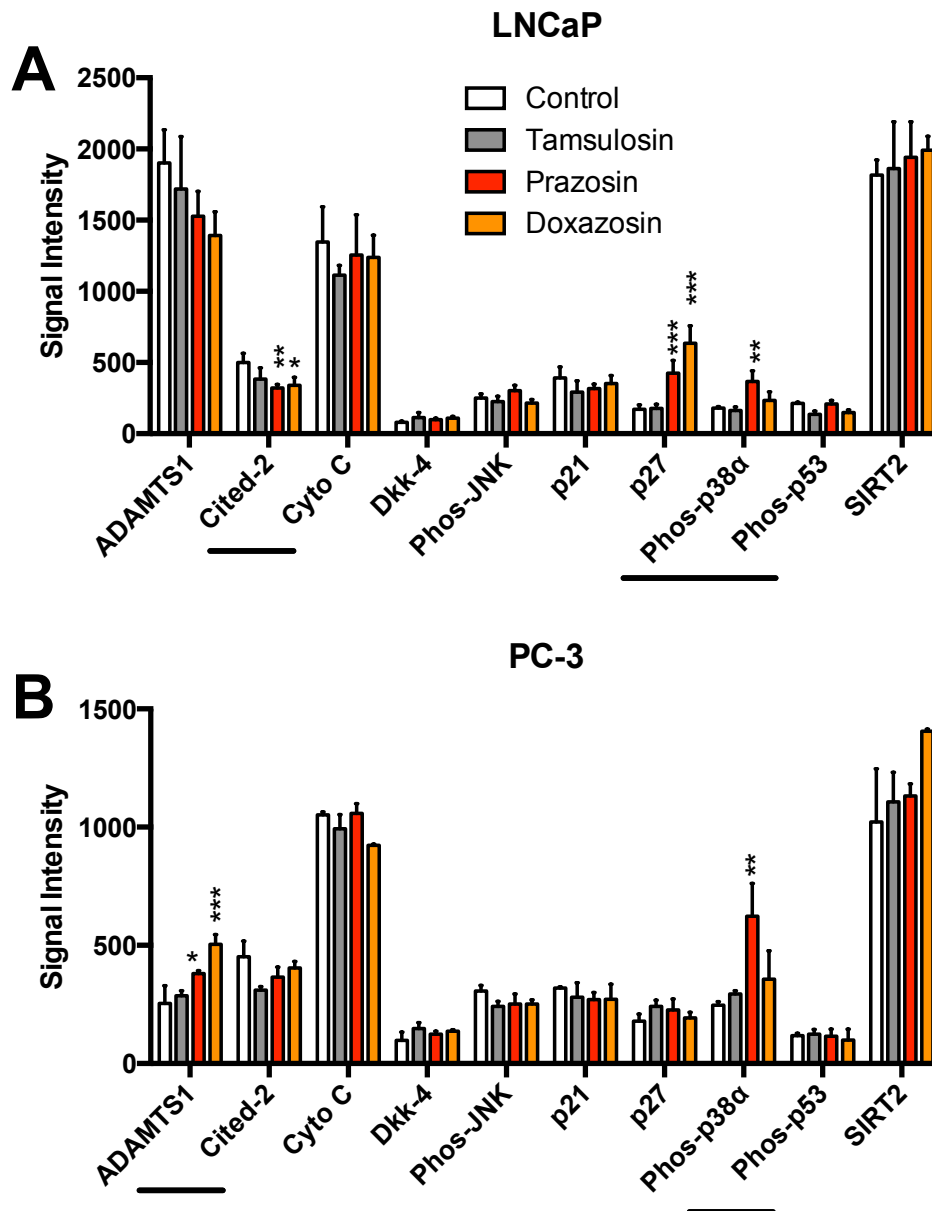 LNCaP
A
2500
2000
1500
1000
500
0
Signal Intensity
Control
Tamsulosin
Prazosin
Doxazosin
**
*
***
***
**
ADAMTS1
Cited-2
Cyto C
Dkk-4
Phos-JNK
p21
p27
Phos-p38α
Phos-p53
SIRT2
PC-3
B
1500
1000
500
0
Signal Intensity
*
***
**
ADAMTS1
Cited-2
Cyto C
Dkk-4
Phos-JNK
p21
p27
Phos-p38α
Phos-p53
SIRT2